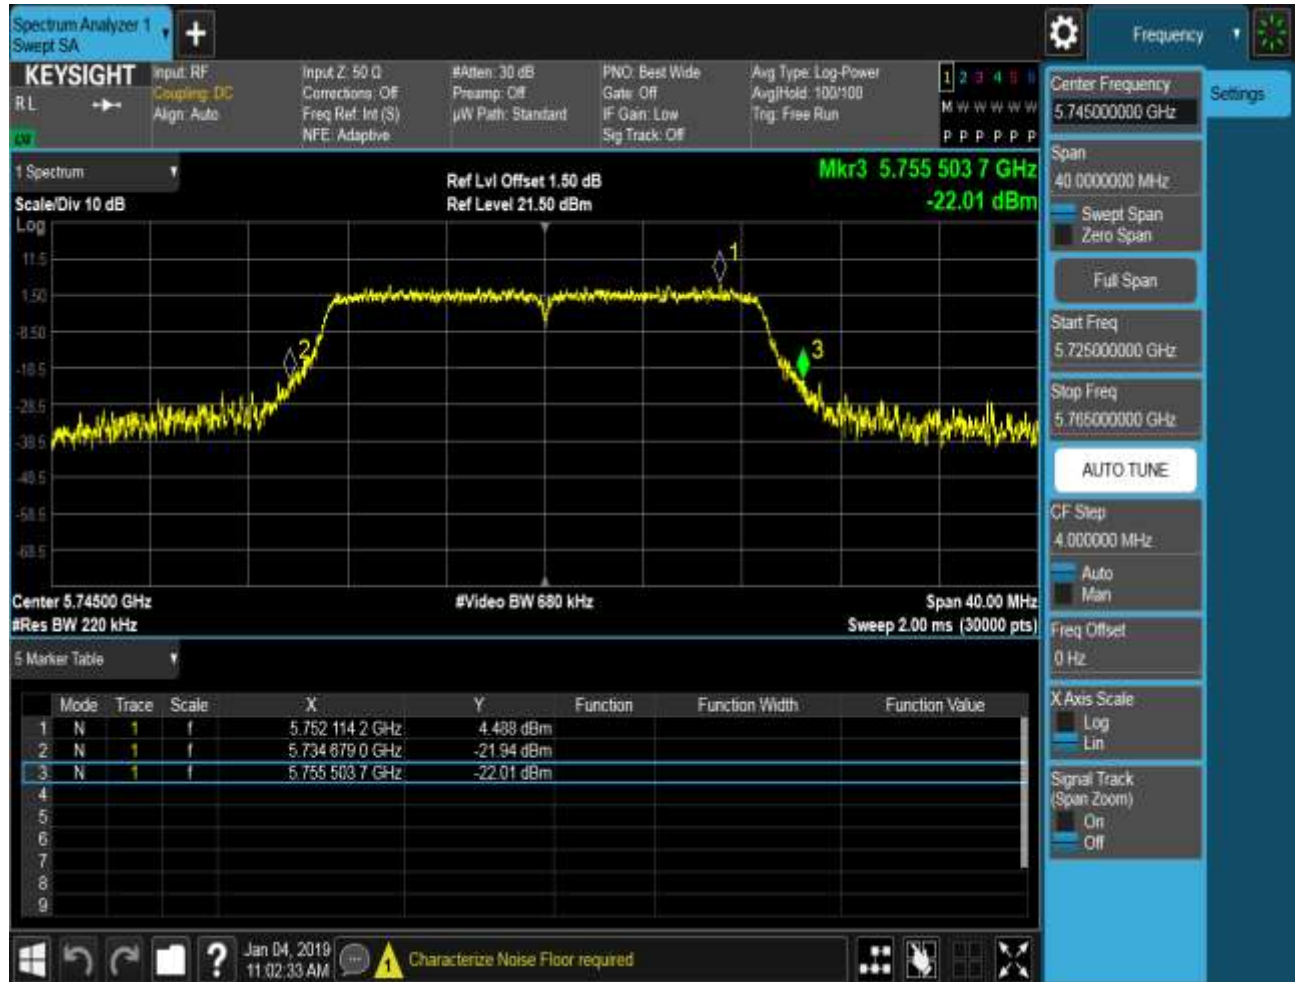 Spectrum Analyzer 1
Swept SA
Frequency
KEYSIGHT
Input: RF
Input Z: 50 Ω
#Atten: 30 dB
PNO: Best Wide
Avg Type: Log-Power
1 2 3 4 5 6
R L
Coupling: DC
Corrections: Off
Preamp: Off
Gate: Off
Avg|Hold: 100/100
M W W W W W
Align: Auto
Freq Ref: Int (S)
µW Path: Standard
IF Gain: Low
Trig: Free Run
NFE: Adaptive
Sig Track: Off
P P P P P P
1 Spectrum
Ref Lvl Offset 1.50 dB
Mkr3 5.755 503 7 GHz
Scale/Div 10 dB
Ref Level 21.50 dBm
-22.01 dBm
Log
11.5
1.50
-8.50
-18.5
-28.5
-38.5
-48.5
-58.5
-68.5
1
2
3
Center 5.74500 GHz
#Video BW 680 kHz
Span 40.00 MHz
#Res BW 220 kHz
Sweep 2.00 ms (30000 pts)
5 Marker Table
Mode Trace Scale X Y Function Function Width Function Value
1 N 1 f 5.752 114 2 GHz 4.488 dBm
2 N 1 f 5.734 679 0 GHz -21.94 dBm
3 N 1 f 5.755 503 7 GHz -22.01 dBm
4
5
6
7
8
9
Jan 04, 2019
11:02:33 AM
Characterize Noise Floor required
Settings
Center Frequency
5.745000000 GHz
Span
40.0000000 MHz
Swept Span
Zero Span
Full Span
Start Freq
5.725000000 GHz
Stop Freq
5.765000000 GHz
AUTO TUNE
CF Step
4.000000 MHz
Auto
Man
Freq Offset
0 Hz
X Axis Scale
Log
Lin
Signal Track
(Span Zoom)
On
Off